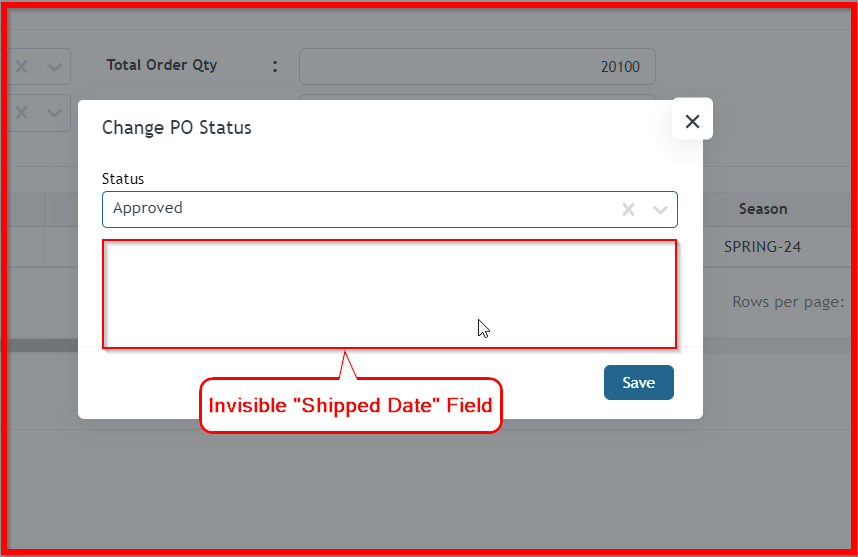 Total Order Qty : 20100
Change PO Status
Status
Approved
Season
SPRING-24
Rows per page:
Save
Invisible "Shipped Date" Field